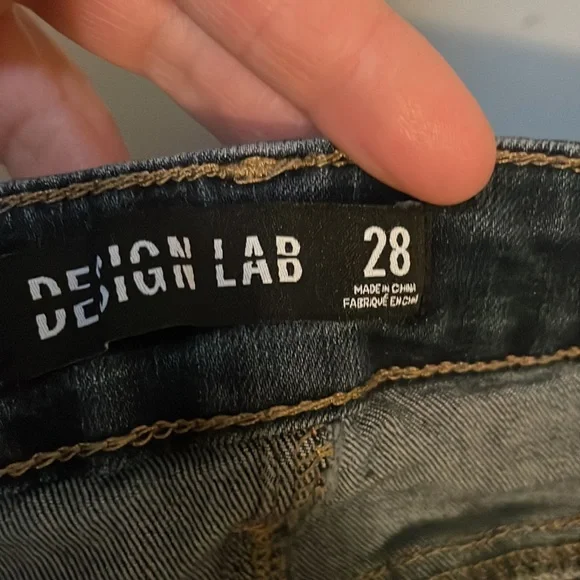 DESIGN LAB
28
MADE IN CHINA
FABRIQUÉ EN CHINE